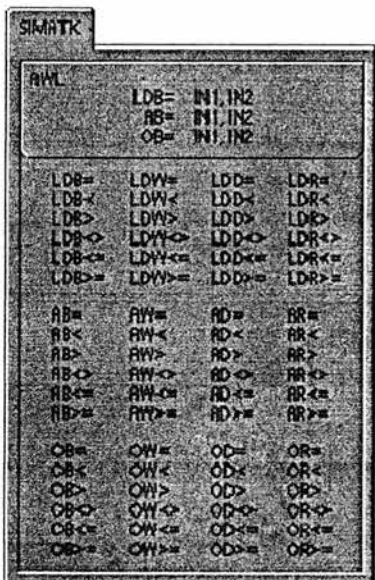 SIMATIC
AWL
LDB= IN1,IN2
AB= IN1,IN2
OB= IN1,IN2
LDB= LDW= LDD= LDR=
LDB< LDW< LDD< LDR<
LDB> LDW> LDD> LDR>
LDB<> LDW<> LDD<> LDR<>
LDB<= LDW<= LDD<= LDR<=
LDB>= LDW>= LDD>= LDR>=
AB= AW= AD= AR=
AB< AW< AD< AR<
AB> AW> AD> AR>
AB<> AW<> AD<> AR<>
AB<= AW<= AD<= AR<=
AB>= AW>= AD>= AR>=
OB= OW= OD= OR=
OB< OW< OD< OR<
OB> OW> OD> OR>
OB<> OW<> OD<> OR<>
OB<= OW<= OD<= OR<=
OB>= OW>= OD>= OR>=